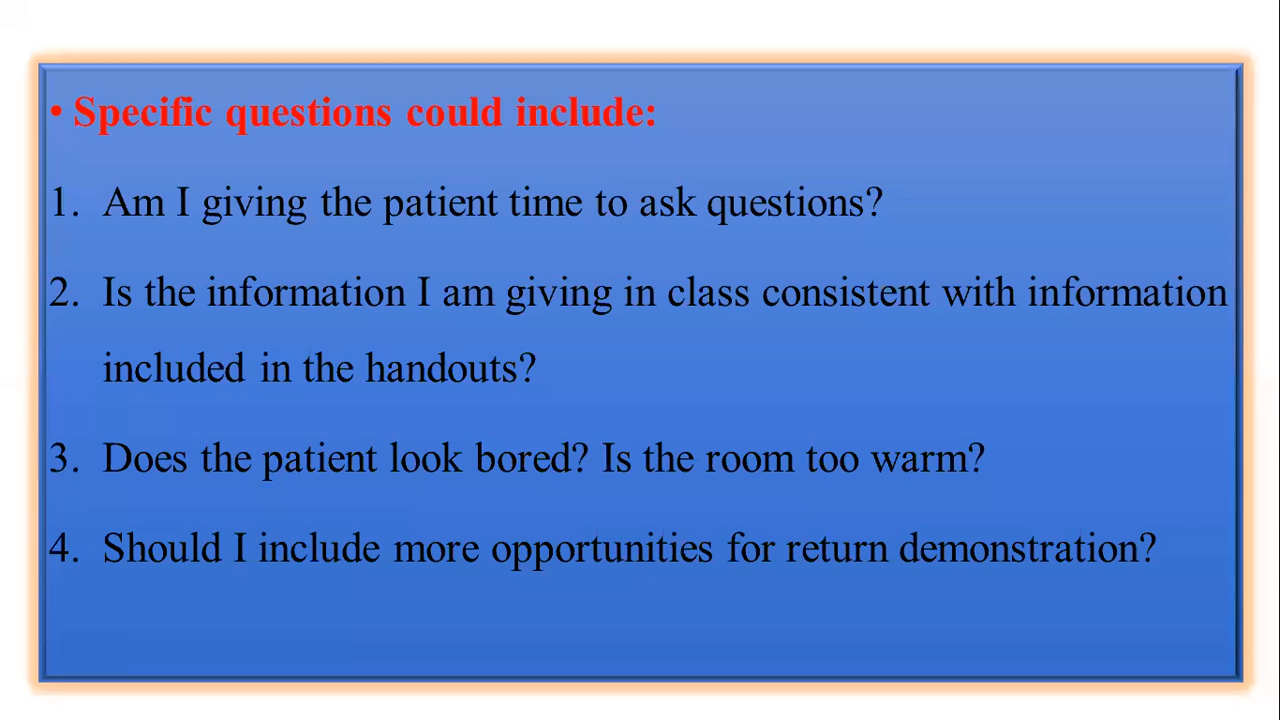 • Specific questions could include:
1. Am I giving the patient time to ask questions?
2. Is the information I am giving in class consistent with information
included in the handouts?
3. Does the patient look bored? Is the room too warm?
4. Should I include more opportunities for return demonstration?